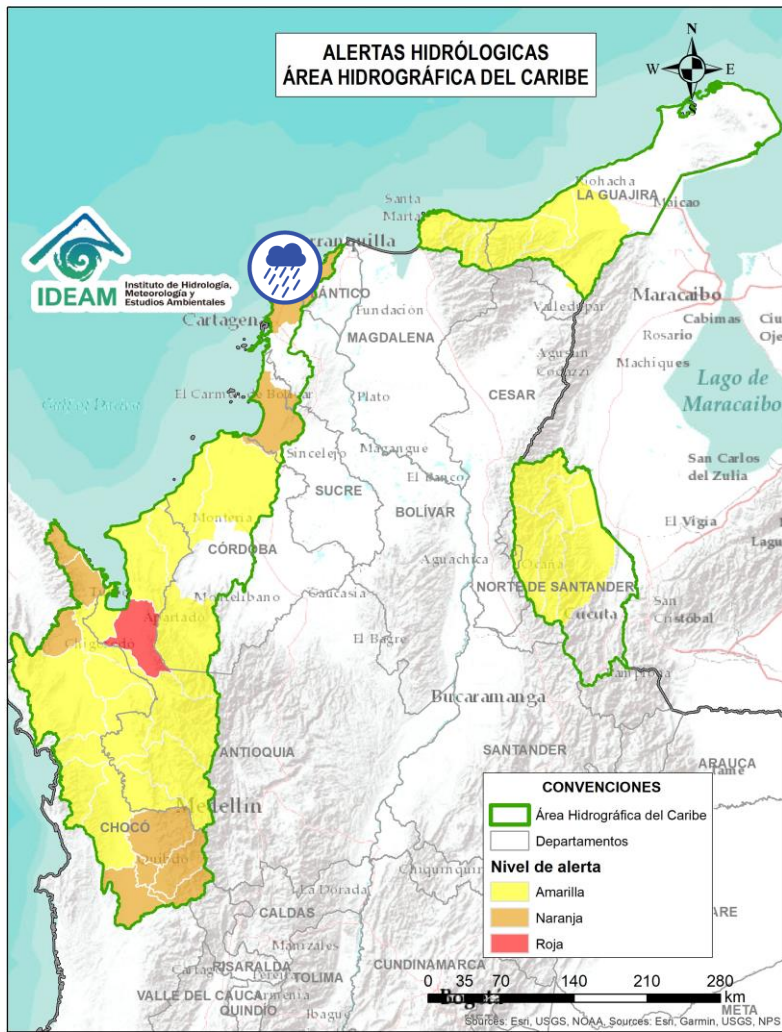 ALERTAS HIDRÓLOGICAS
ÁREA HIDROGRÁFICA DEL CARIBE
N
W
E
S
Riohacha
LA GUAJIRA
Maicao
Santa
Marta
IDEAM
Instituto de Hidrología,
Meteorología y
Estudios Ambientales
Fundación
MAGDALENA
Valledupar
Maracaibo
Cabimas
Rosario
Machiques
Agustín
Codazzi
CESAR
Lago de
Maracaibo
El Carmen de Bolívar
Plato
Sincelejo
Magangue
SUCRE
El Banco
BOLÍVAR
San Carlos
del Zulia
El Vigia
Montería
CÓRDOBA
Aguachica
Ocaña
NORTE DE SANTANDER
Montelibano
Caucasia
San
Cristóbal
Apartadó
El Bagre
Bucaramanga
ANTIOQUIA
SANTANDER
ARAUCA
Medellín
CHOCÓ
Quibdó
La Dorada
CALDAS
Manizales
RISARALDA
TOLIMA
CUNDINAMARCA
VALLE DEL CAUCA
Armenia
QUINDÍO
Ibague
META
CONVENCIONES
Área Hidrográfica del Caribe
Departamentos
Nivel de alerta
Amarilla
Naranja
Roja
0 35 70 140 210 280
km
Sources: Esri, USGS, NOAA, Sources: Esri, Garmin, USGS, NPS